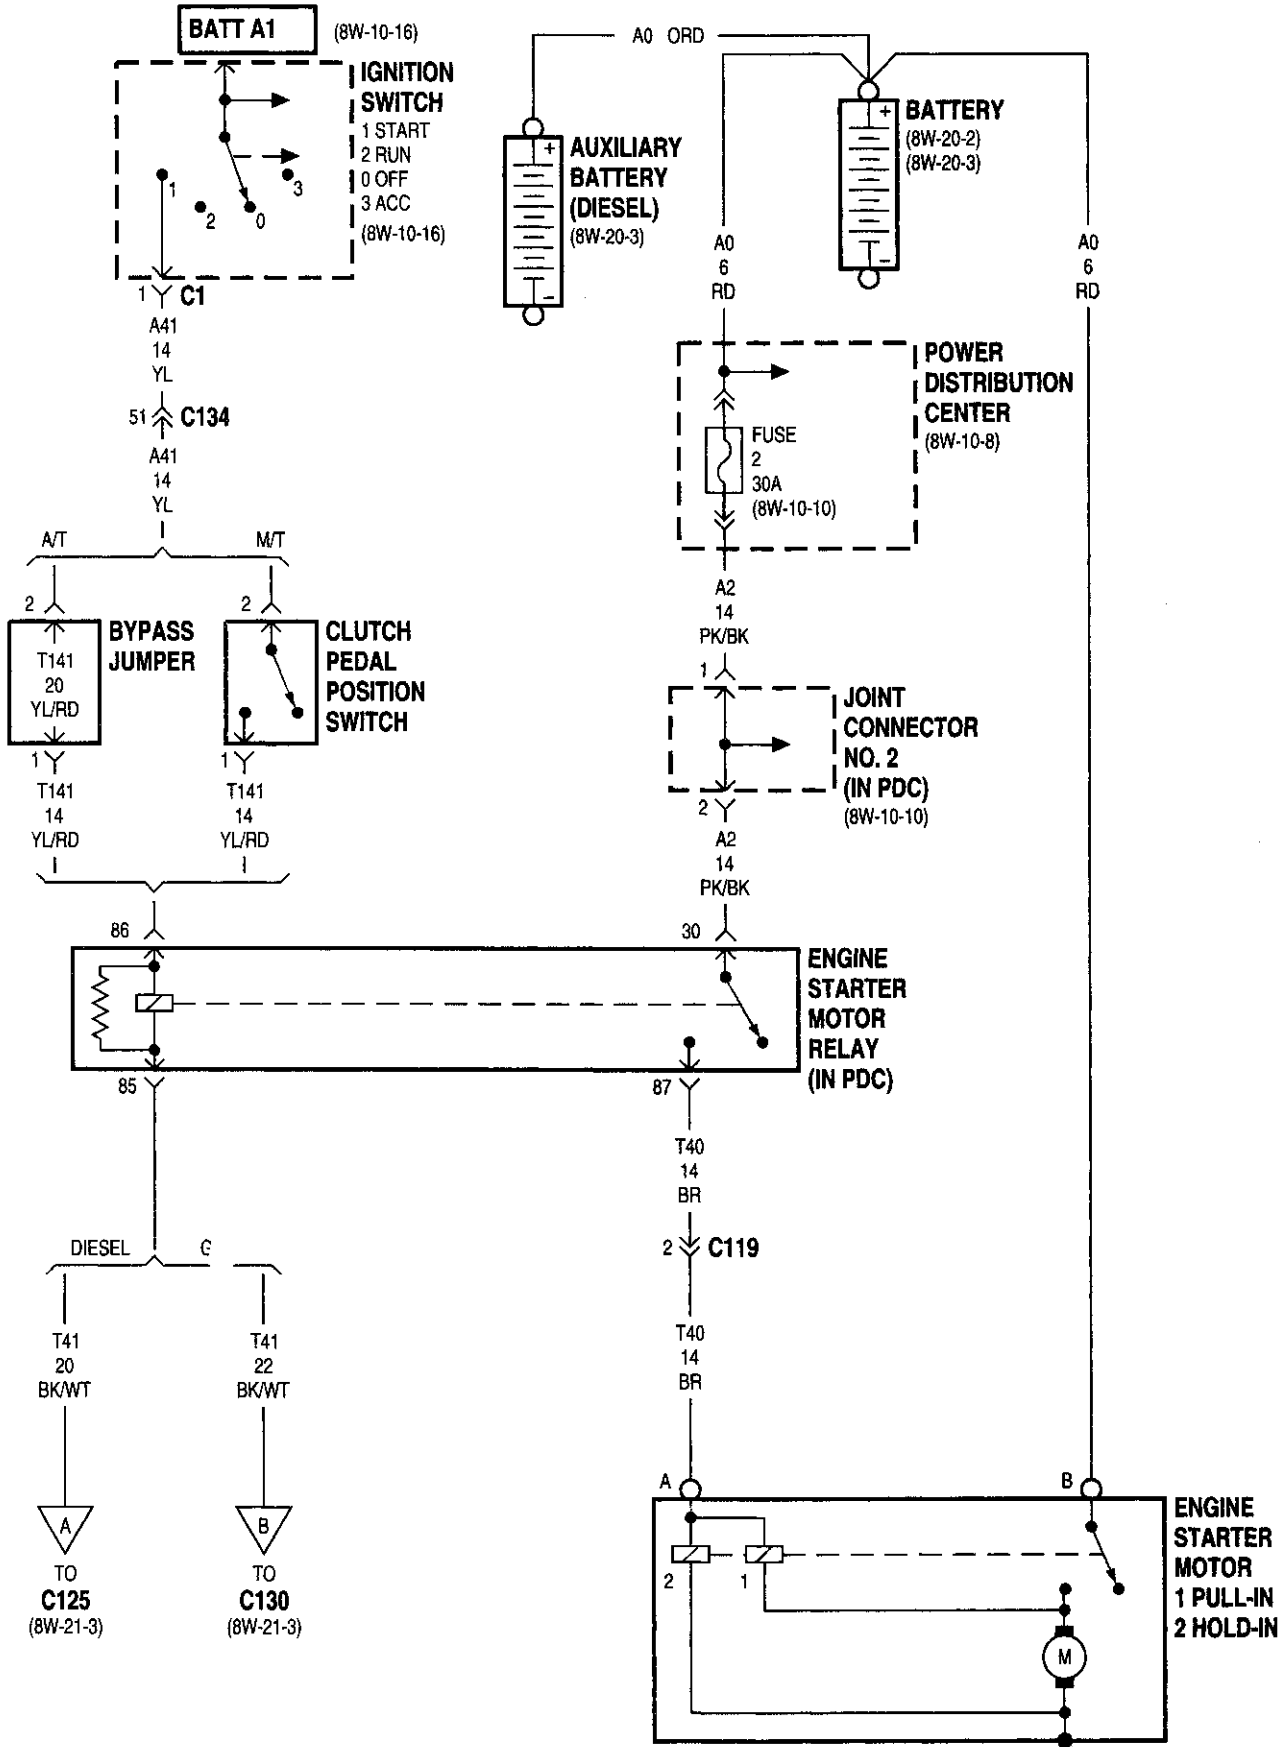 BATT A1
(8W-10-16)
IGNITION
SWITCH
1 START
2 RUN
0 OFF
3 ACC
(8W-10-16)
1
2
0
3
1 C1
A41
14
YL
51 C134
A41
14
YL
A/T
M/T
2
BYPASS
JUMPER
T141
20
YL/RD
1
T141
14
YL/RD
2
CLUTCH
PEDAL
POSITION
SWITCH
1
T141
14
YL/RD
A0 ORD
+
AUXILIARY
BATTERY
(DIESEL)
(8W-20-3)
–
+
BATTERY
(8W-20-2)
(8W-20-3)
–
A0
6
RD
A0
6
RD
POWER
DISTRIBUTION
CENTER
(8W-10-8)
FUSE
2
30A
(8W-10-10)
A2
14
PK/BK
1
JOINT
CONNECTOR
NO. 2
(IN PDC)
(8W-10-10)
2
A2
14
PK/BK
86
30
ENGINE
STARTER
MOTOR
RELAY
(IN PDC)
85
87
T40
14
BR
2 C119
T40
14
BR
DIESEL
G
T41
20
BK/WT
A
TO
C125
(8W-21-3)
T41
22
BK/WT
B
TO
C130
(8W-21-3)
A
B
ENGINE
STARTER
MOTOR
1 PULL-IN
2 HOLD-IN
2
1
M